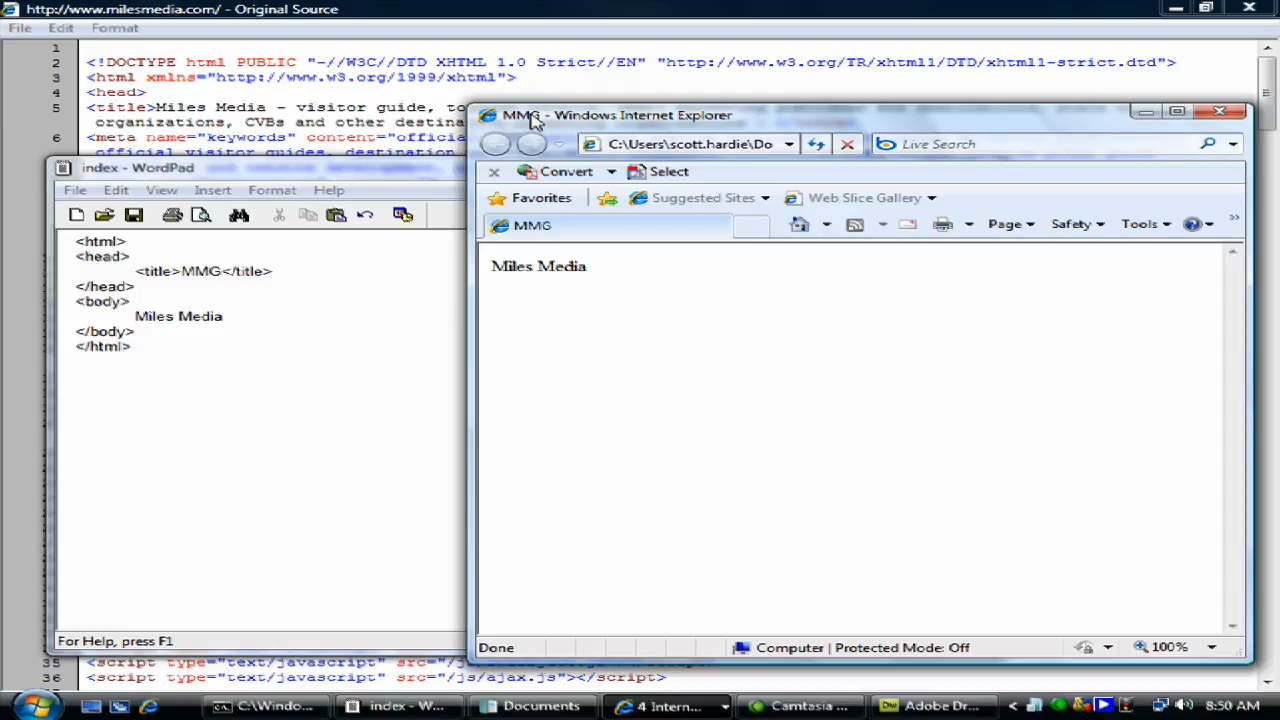 http://www.milesmedia.com/ - Original Source
File Edit Format
1
2 <!DOCTYPE html PUBLIC "-//W3C//DTD XHTML 1.0 Strict//EN" "http://www.w3.org/TR/xhtml1/DTD/xhtml1-strict.dtd">
3 <html xmlns="http://www.w3.org/1999/xhtml">
4 <head>
5 <title>Miles Media - visitor guide, to
organizations, CVBs and other destina
6 <meta name="keywords" content="offici
index - WordPad
File Edit View Insert Format Help
<html>
<head>
<title>MMG</title>
</head>
<body>
Miles Media
</body>
</html>
For Help, press F1
MMG - Windows Internet Explorer
C:\Users\scott.hardie\Do
Live Search
Convert Select
Favorites Suggested Sites Web Slice Gallery
MMG Page Safety Tools
Miles Media
Done Computer | Protected Mode: Off 100%
35 <script type="text/javascript" src="/js/
36 <script type="text/javascript" src="/js/ajax.js"></script>
C:\Windo... index - W... Documents 4 Intern... Camtasia ... Adobe Dr... 8:50 AM